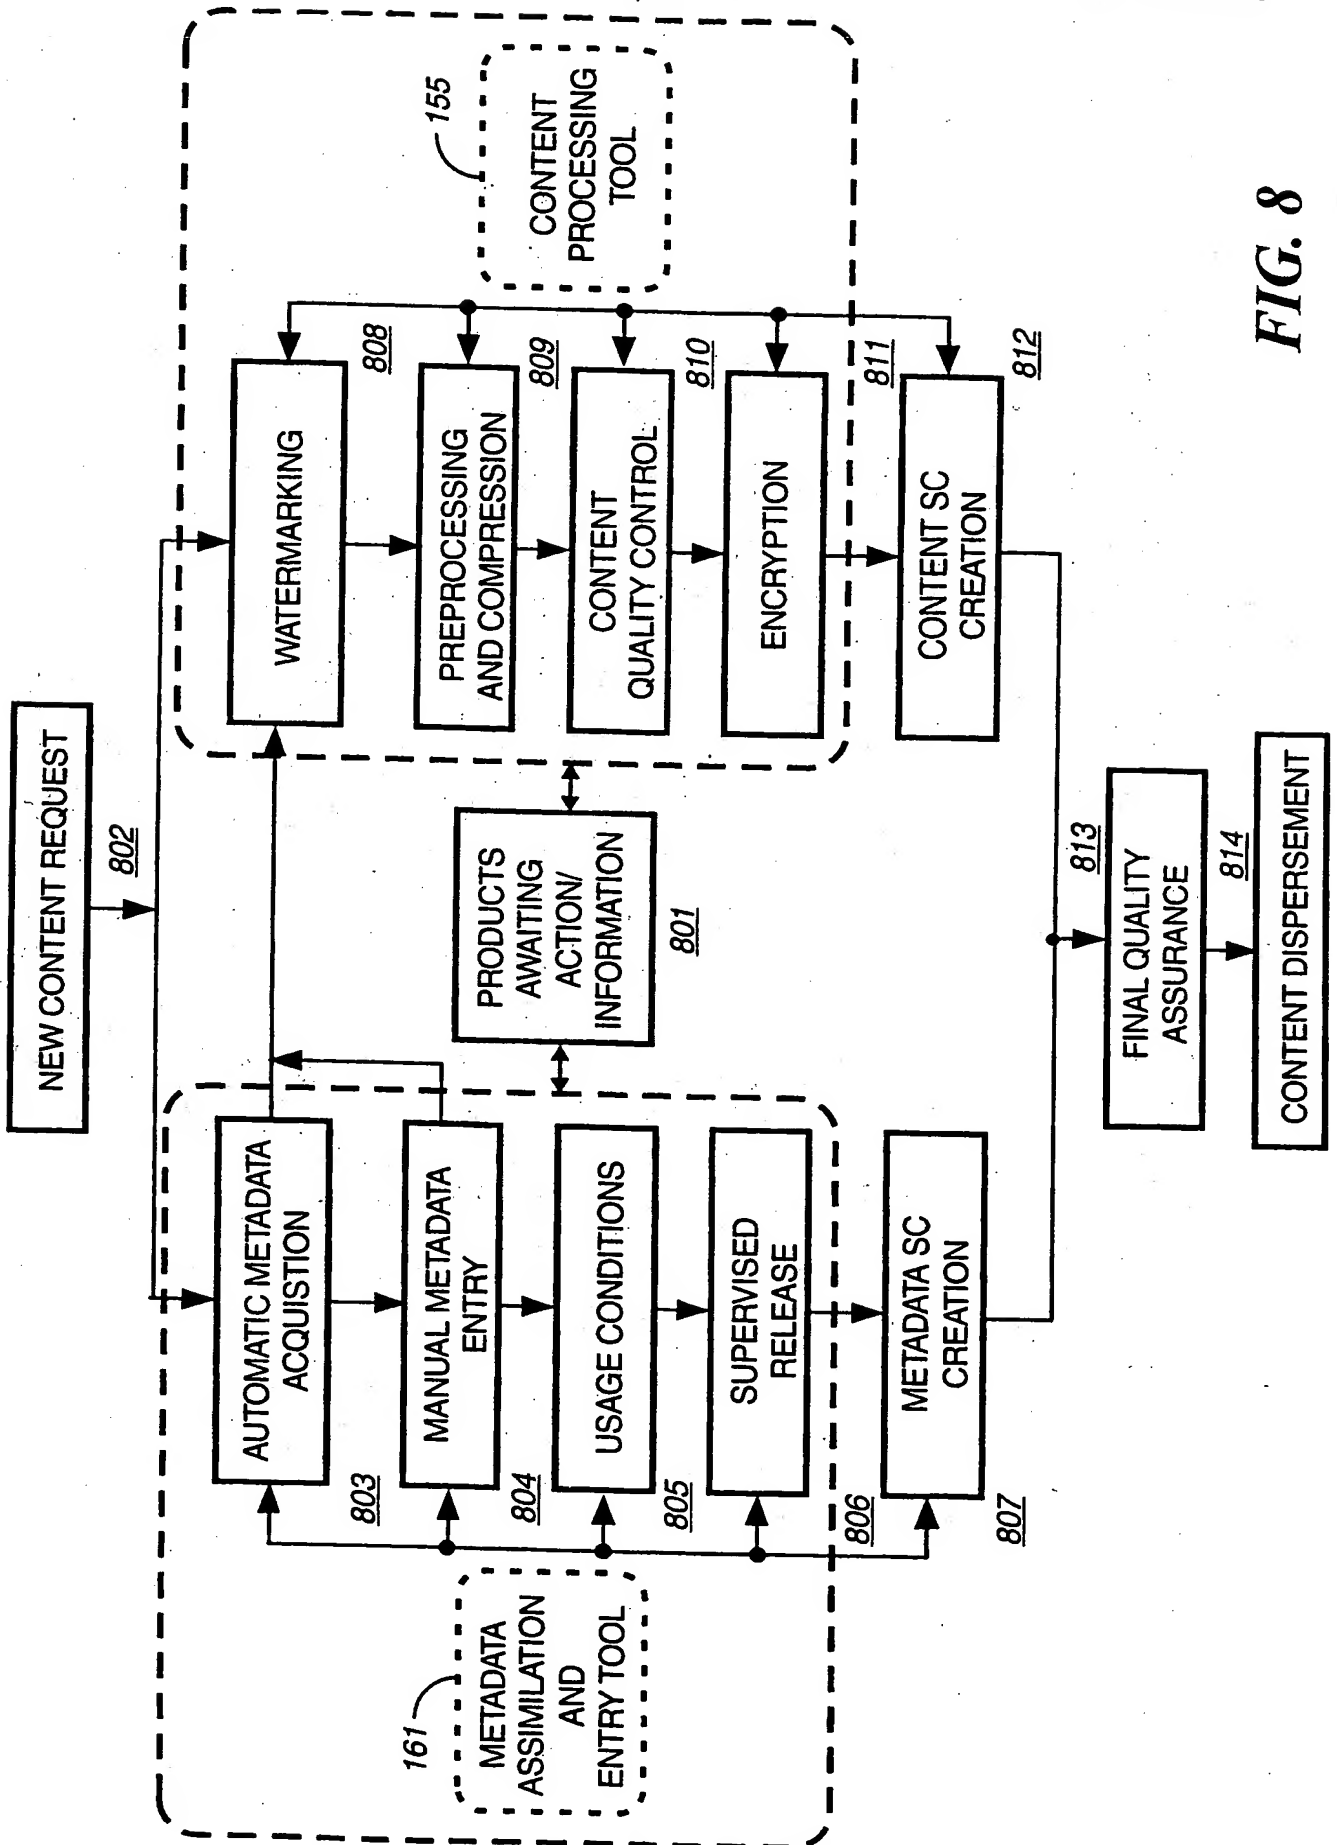 NEW CONTENT REQUEST
802
161
METADATA
ASSIMILATION
AND
ENTRY TOOL
AUTOMATIC METADATA
ACQUISTION
803
MANUAL METADATA
ENTRY
804
USAGE CONDITIONS
805
SUPERVISED
RELEASE
806
METADATA SC
CREATION
807
PRODUCTS
AWAITING
ACTION/
INFORMATION
801
WATERMARKING
808
PREPROCESSING
AND COMPRESSION
809
CONTENT
QUALITY CONTROL
810
ENCRYPTION
811
CONTENT SC
CREATION
812
155
CONTENT
PROCESSING
TOOL
813
FINAL QUALITY
ASSURANCE
814
CONTENT DISPERSEMENT
FIG. 8